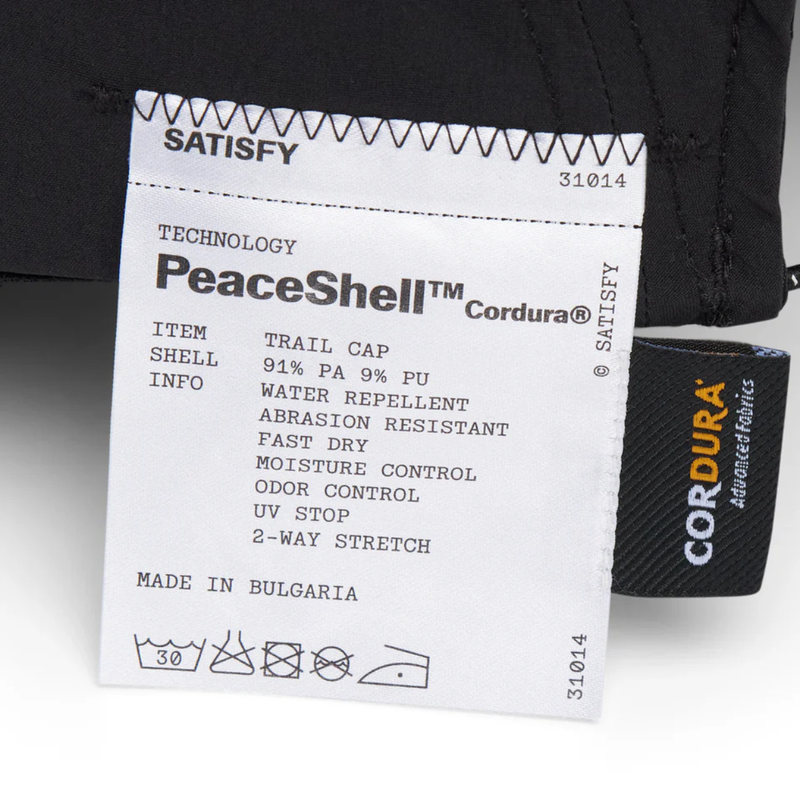 SATISFY
31014
TECHNOLOGY
PeaceShell™ Cordura®
© SATISFY
ITEM TRAIL CAP
SHELL 91% PA 9% PU
INFO WATER REPELLENT
ABRASION RESISTANT
FAST DRY
MOISTURE CONTROL
ODOR CONTROL
UV STOP
2-WAY STRETCH
MADE IN BULGARIA
30
31014
CORDURA
Advanced Fabrics